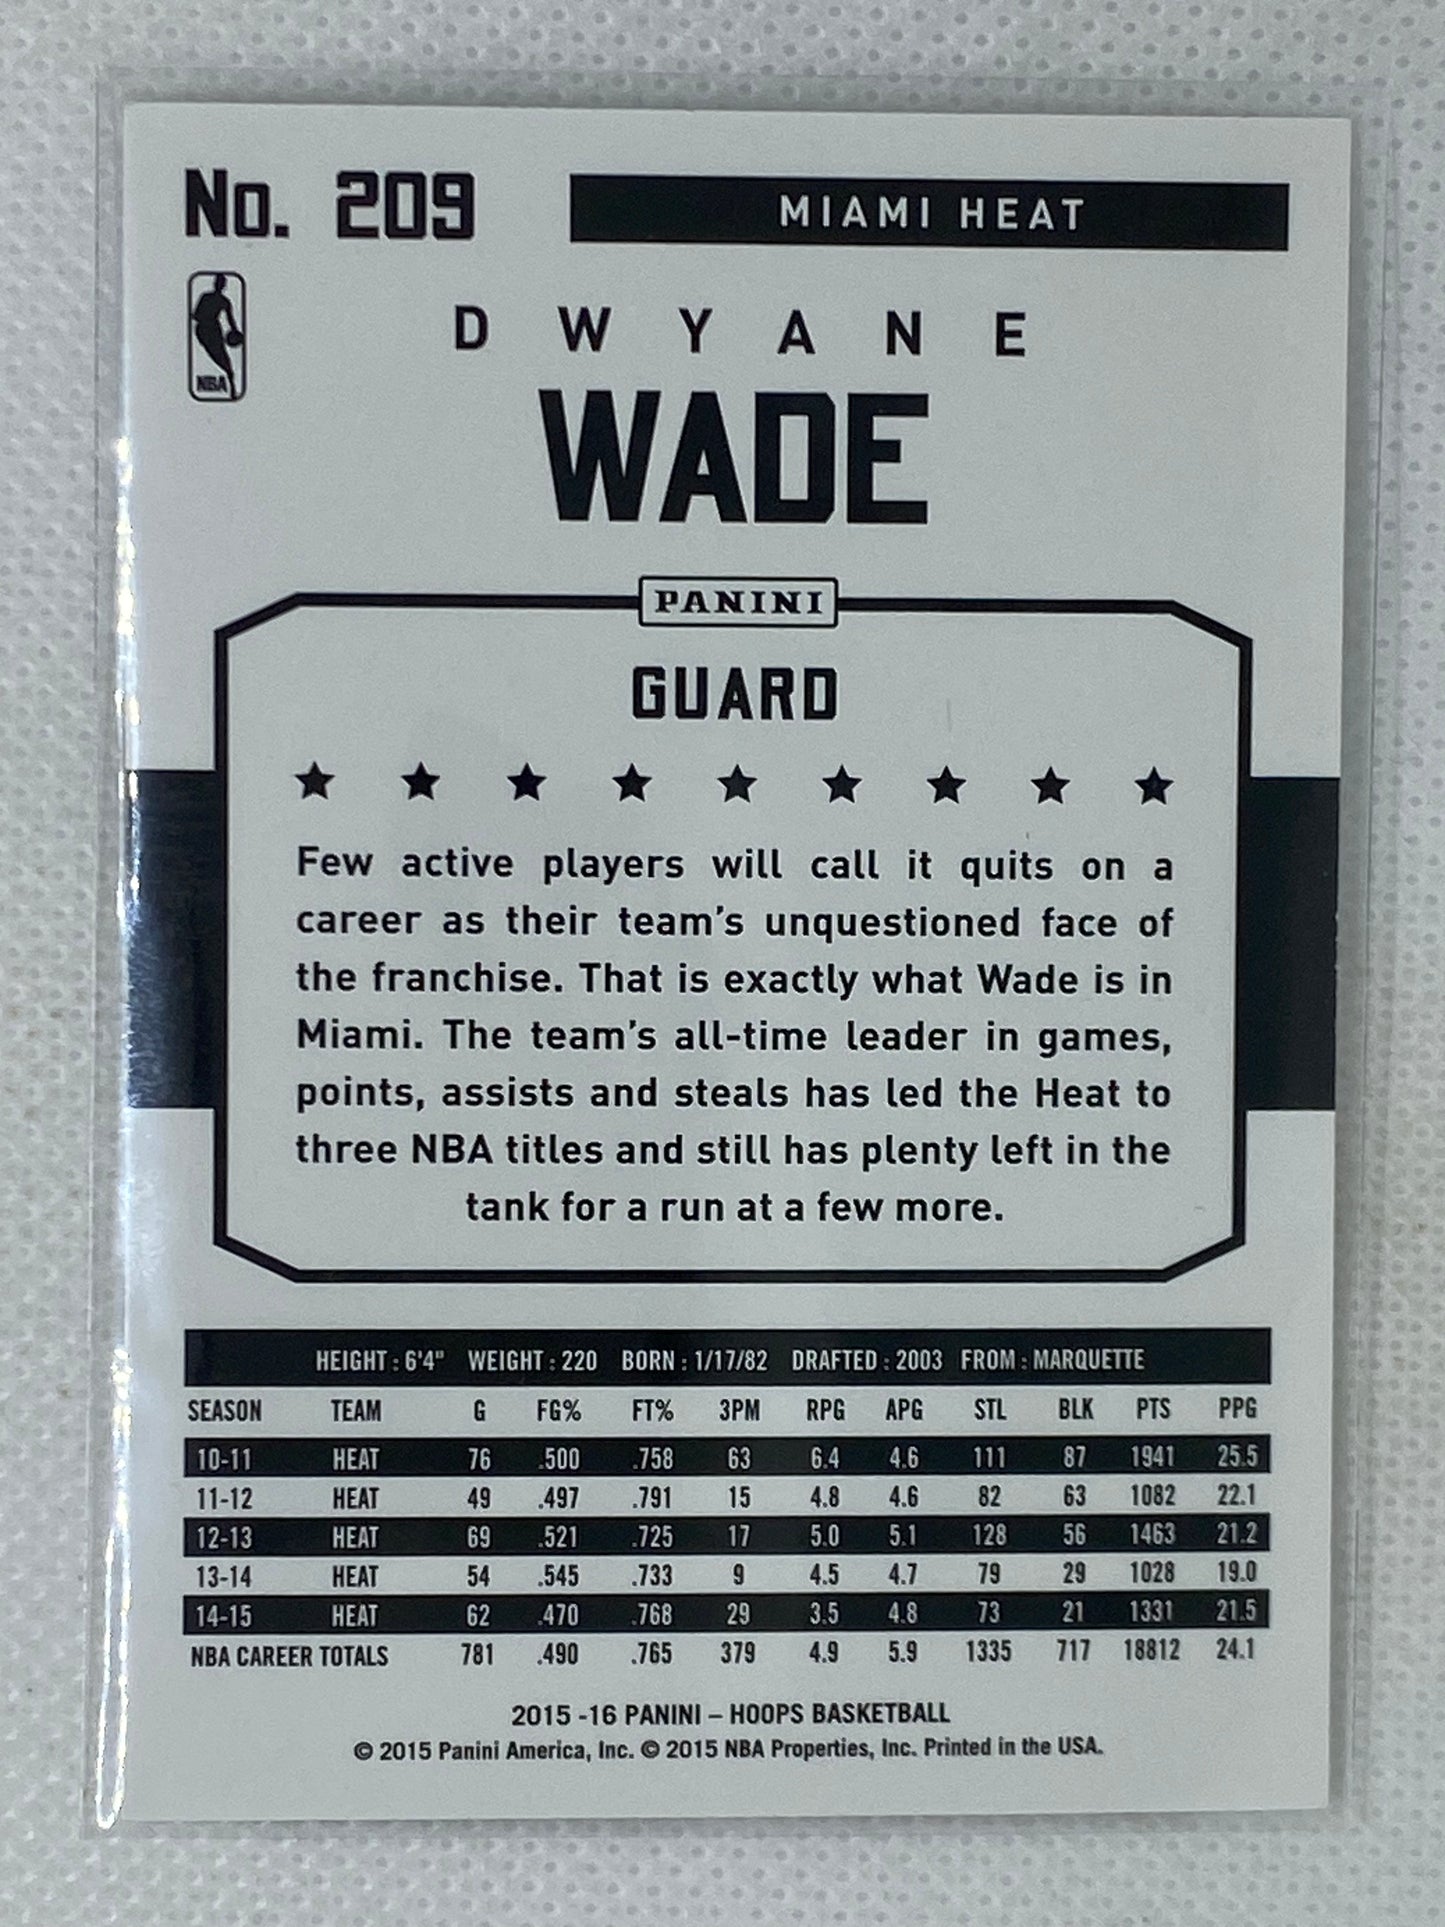 No. 209
MIAMI HEAT
NBA
DWYANE
WADE
PANINI
GUARD
Few active players will call it quits on a
career as their team's unquestioned face of
the franchise. That is exactly what Wade is in
Miami. The team's all-time leader in games,
points, assists and steals has led the Heat to
three NBA titles and still has plenty left in the
tank for a run at a few more.
HEIGHT : 6'4" WEIGHT : 220 BORN : 1/17/82 DRAFTED : 2003 FROM : MARQUETTE
SEASON TEAM G FG% FT% 3PM RPG APG STL BLK PTS PPG
10-11 HEAT 76 .500 .758 63 6.4 4.6 111 87 1941 25.5
11-12 HEAT 49 .497 .791 15 4.8 4.6 82 63 1082 22.1
12-13 HEAT 69 .521 .725 17 5.0 5.1 128 56 1463 21.2
13-14 HEAT 54 .545 .733 9 4.5 4.7 79 29 1028 19.0
14-15 HEAT 62 .470 .768 29 3.5 4.8 73 21 1331 21.5
NBA CAREER TOTALS 781 .490 .765 379 4.9 5.9 1335 717 18812 24.1
2015 -16 PANINI – HOOPS BASKETBALL
© 2015 Panini America, Inc. © 2015 NBA Properties, Inc. Printed in the USA.